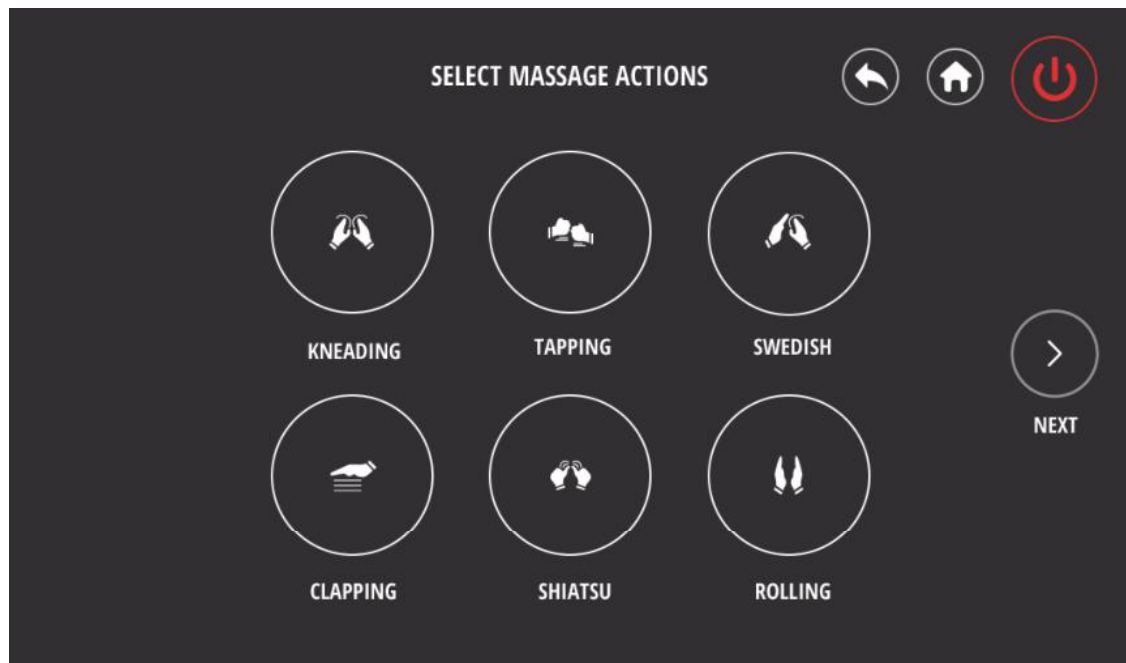 SELECT MASSAGE ACTIONS
KNEADING
TAPPING
SWEDISH
NEXT
CLAPPING
SHIATSU
ROLLING